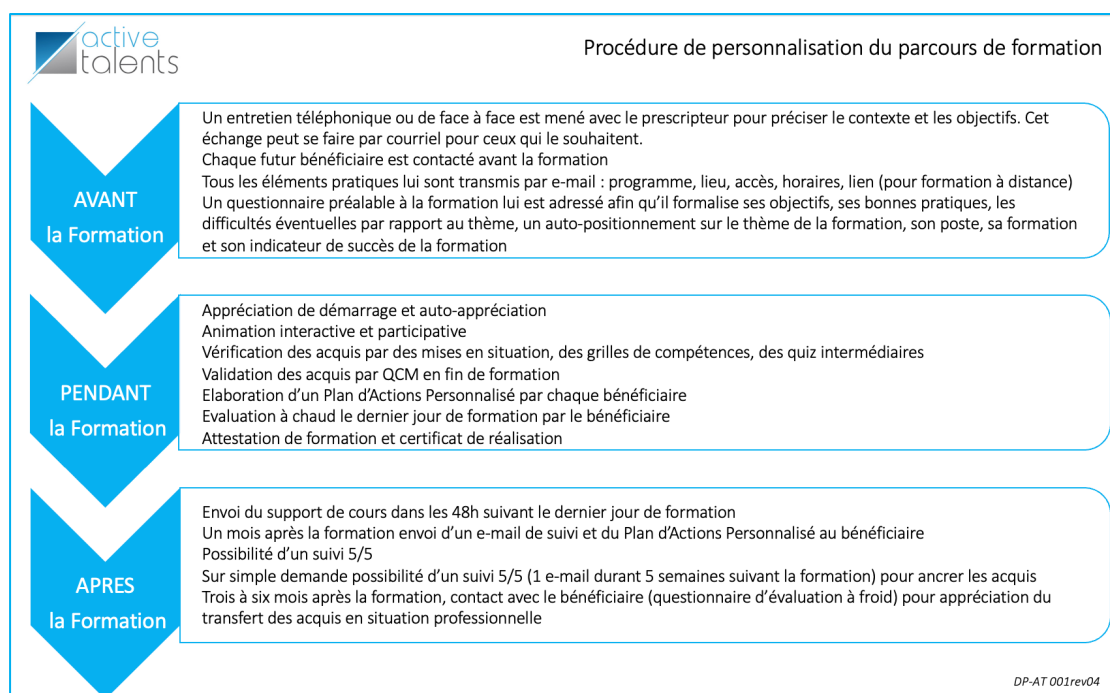 active
talents
Procédure de personnalisation du parcours de formation
AVANT
la Formation
Un entretien téléphonique ou de face à face est mené avec le prescripteur pour préciser le contexte et les objectifs. Cet
échange peut se faire par courriel pour ceux qui le souhaitent.
Chaque futur bénéficiaire est contacté avant la formation
Tous les éléments pratiques lui sont transmis par e-mail : programme, lieu, accès, horaires, lien (pour formation à distance)
Un questionnaire préalable à la formation lui est adressé afin qu'il formalise ses objectifs, ses bonnes pratiques, les
difficultés éventuelles par rapport au thème, un auto-positionnement sur le thème de la formation, son poste, sa formation
et son indicateur de succès de la formation
PENDANT
la Formation
Appréciation de démarrage et auto-appréciation
Animation interactive et participative
Vérification des acquis par des mises en situation, des grilles de compétences, des quiz intermédiaires
Validation des acquis par QCM en fin de formation
Elaboration d'un Plan d'Actions Personnalisé par chaque bénéficiaire
Evaluation à chaud le dernier jour de formation par le bénéficiaire
Attestation de formation et certificat de réalisation
APRES
la Formation
Envoi du support de cours dans les 48h suivant le dernier jour de formation
Un mois après la formation envoi d'un e-mail de suivi et du Plan d'Actions Personnalisé au bénéficiaire
Possibilité d'un suivi 5/5
Sur simple demande possibilité d'un suivi 5/5 (1 e-mail durant 5 semaines suivant la formation) pour ancrer les acquis
Trois à six mois après la formation, contact avec le bénéficiaire (questionnaire d'évaluation à froid) pour appréciation du
transfert des acquis en situation professionnelle
DP-AT 001rev04